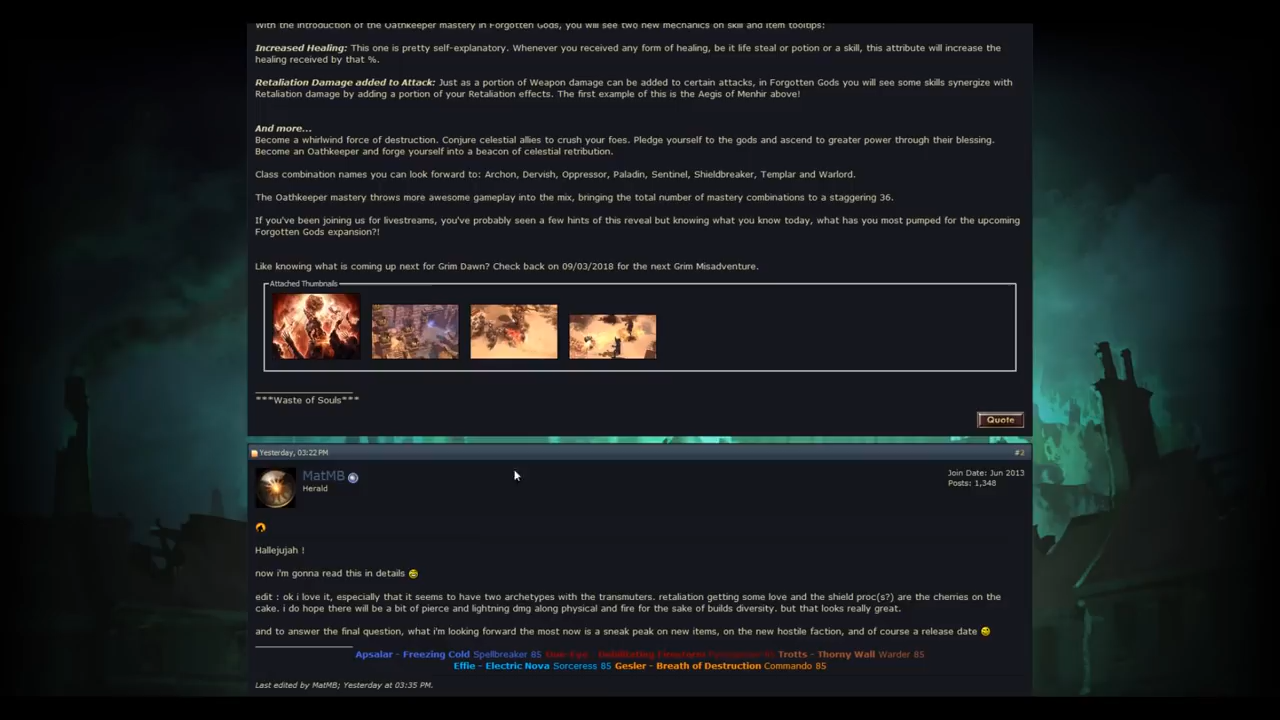 With the introduction of the Oathkeeper mastery in Forgotten Gods, you will see two new mechanics on skill and item tooltips:
Increased Healing: This one is pretty self-explanatory. Whenever you received any form of healing, be it life steal or potion or a skill, this attribute will increase the
healing received by that %.
Retaliation Damage added to Attack: Just as a portion of Weapon damage can be added to certain attacks, in Forgotten Gods you will see some skills synergize with
Retaliation damage by adding a portion of your Retaliation effects. The first example of this is the Aegis of Menhir above!
And more...
Become a whirlwind force of destruction. Conjure celestial allies to crush your foes. Pledge yourself to the gods and ascend to greater power through their blessing.
Become an Oathkeeper and forge yourself into a beacon of celestial retribution.
Class combination names you can look forward to: Archon, Dervish, Oppressor, Paladin, Sentinel, Shieldbreaker, Templar and Warlord.
The Oathkeeper mastery throws more awesome gameplay into the mix, bringing the total number of mastery combinations to a staggering 36.
If you've been joining us for livestreams, you've probably seen a few hints of this reveal but knowing what you know today, what has you most pumped for the upcoming
Forgotten Gods expansion?!
Like knowing what is coming up next for Grim Dawn? Check back on 09/03/2018 for the next Grim Misadventure.
Attached Thumbnails
***Waste of Souls***
Quote
Yesterday, 03:22 PM #2
MatMB
Herald
Join Date: Jun 2013
Posts: 1,348
Hallejujah !
now i'm gonna read this in details
edit : ok i love it, especially that it seems to have two archetypes with the transmuters. retaliation getting some love and the shield proc(s?) are the cherries on the
cake. i do hope there will be a bit of pierce and lightning dmg along physical and fire for the sake of builds diversity. but that looks really great.
and to answer the final question, what i'm looking forward the most now is a sneak peak on new items, on the new hostile faction, and of course a release date
Apsalar - Freezing Cold Spellbreaker 85 Trotts - Thorny Wall Warder 85
Effie - Electric Nova Sorceress 85 Gesler - Breath of Destruction Commando 85
Last edited by MatMB; Yesterday at 03:35 PM.